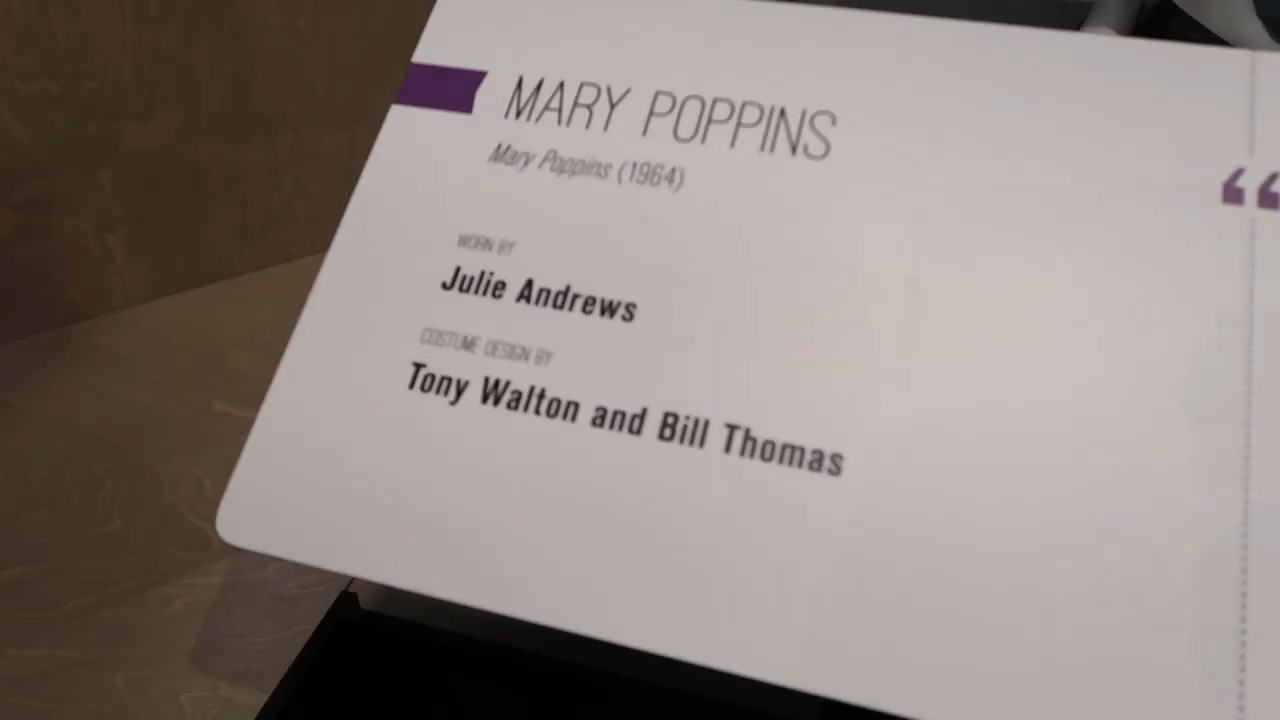 MARY POPPINS
Mary Poppins (1964)
WORN BY
Julie Andrews
COSTUME DESIGN BY
Tony Walton and Bill Thomas
“